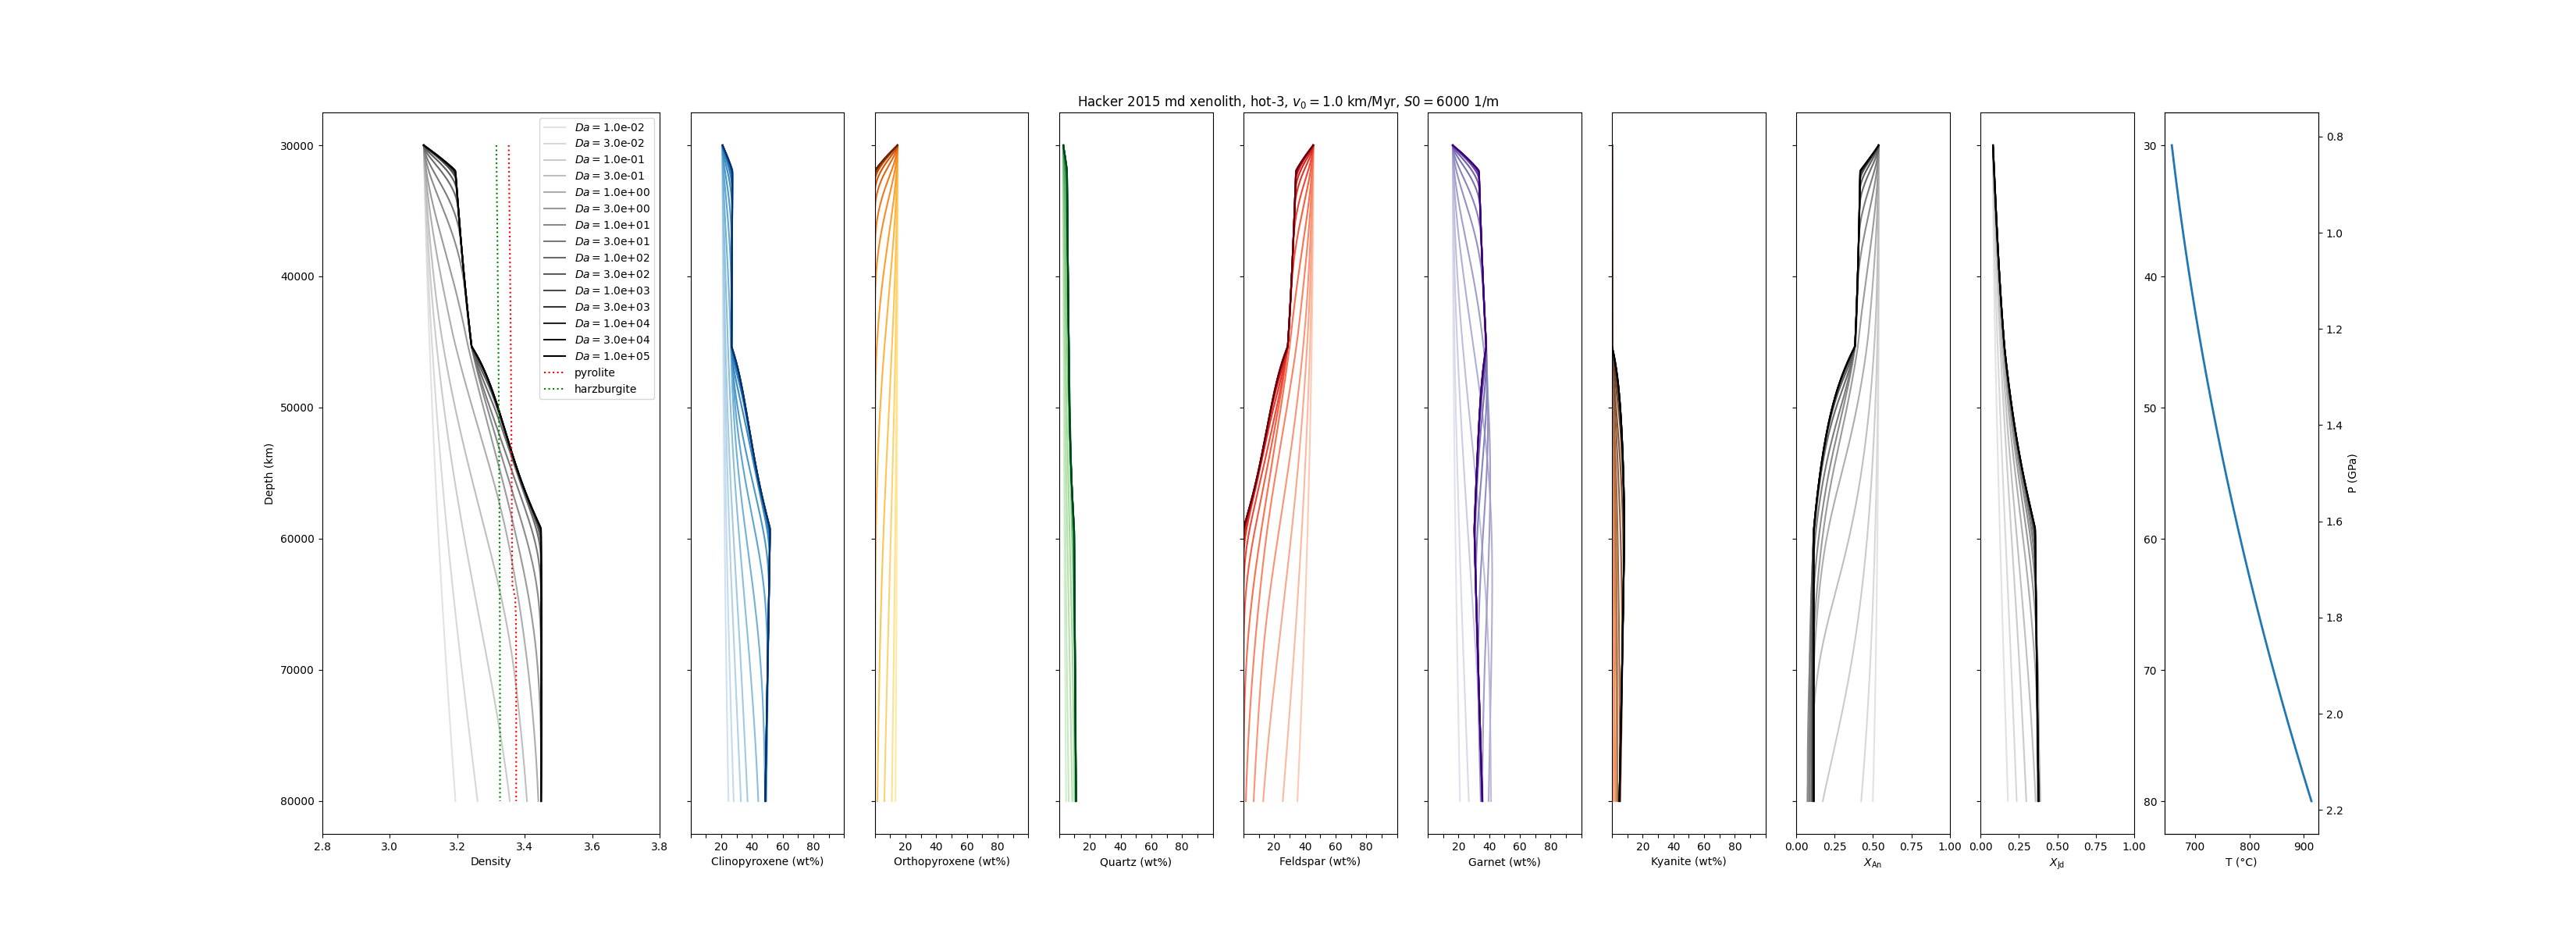 Hacker 2015 md xenolith, hot-3, v₀ = 1.0 km/Myr, S0 = 6000 1/m
Da = 1.0e-02
Da = 3.0e-02
Da = 1.0e-01
Da = 3.0e-01
Da = 1.0e+00
Da = 3.0e+00
Da = 1.0e+01
Da = 3.0e+01
Da = 1.0e+02
Da = 3.0e+02
Da = 1.0e+03
Da = 3.0e+03
Da = 1.0e+04
Da = 3.0e+04
Da = 1.0e+05
pyrolite
harzburgite
Depth (km)
30000
40000
50000
60000
70000
80000
2.8 3.0 3.2 3.4 3.6 3.8
Density
20 40 60 80
Clinopyroxene (wt%)
20 40 60 80
Orthopyroxene (wt%)
20 40 60 80
Quartz (wt%)
20 40 60 80
Feldspar (wt%)
20 40 60 80
Garnet (wt%)
20 40 60 80
Kyanite (wt%)
0.00 0.25 0.50 0.75 1.00
X_An
0.00 0.25 0.50 0.75 1.00
X_Jd
30
40
50
60
70
80
700 800 900
T (°C)
0.8
1.0
1.2
1.4
1.6
1.8
2.0
2.2
P (GPa)